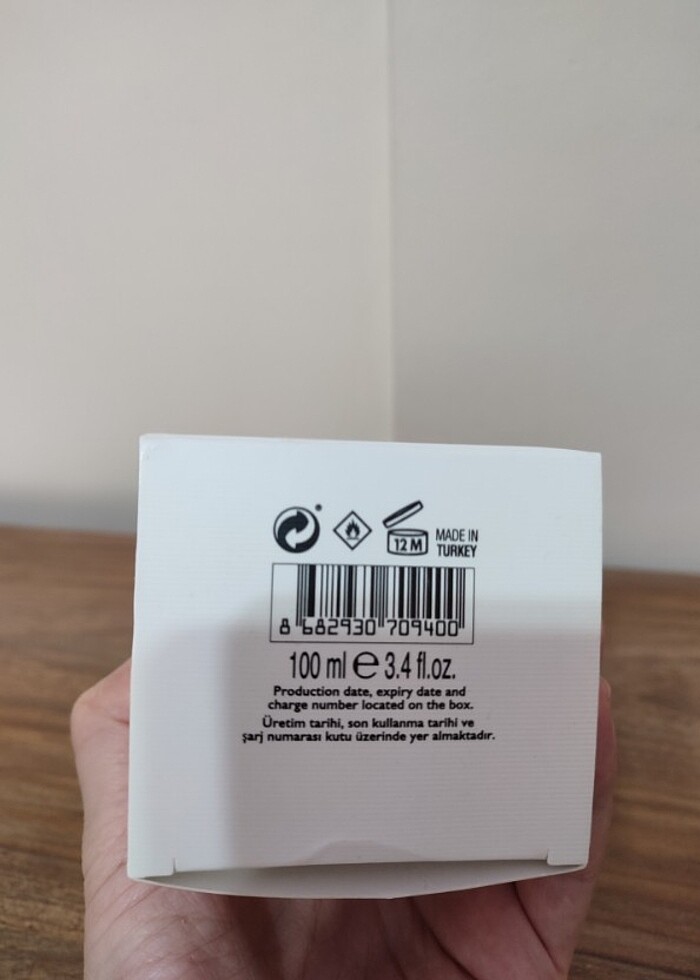 12 M
MADE IN
TURKEY
8 682930 709400
100 ml e 3.4 fl.oz.
Production date, expiry date and
charge number located on the box.
Üretim tarihi, son kullanma tarihi ve
şarj numarası kutu üzerinde yer almaktadır.